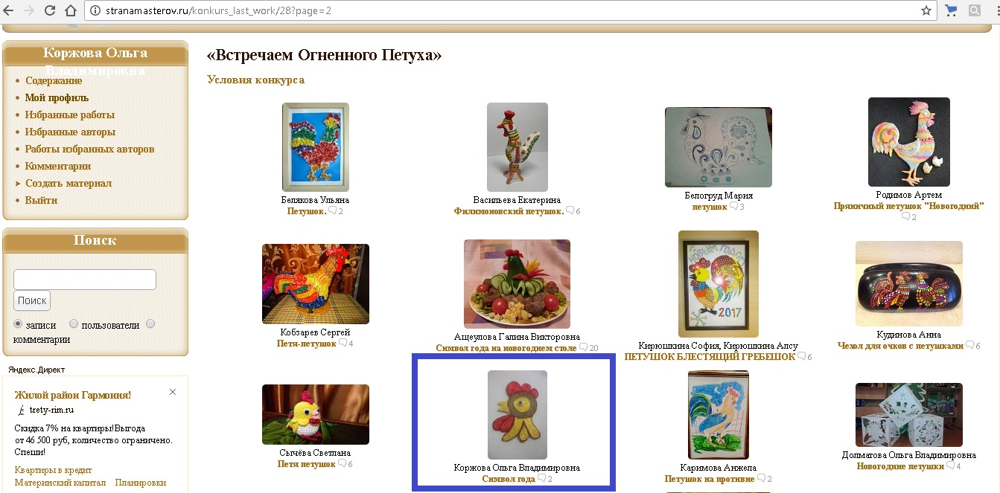 stranamasterov.ru/konkurs_last_work/28?page=2
Коржова Ольга
Владимировна
Содержание
Мой профиль
Избранные работы
Избранные авторы
Работы избранных авторов
Комментарии
Создать материал
Выйти
Поиск
Поиск
записи пользователи
комментарии
Яндекс.Директ
Жилой район Гармония!
trety-rim.ru
Скидка 7% на квартиры!Выгода
от 46 500 руб, количество ограничено.
Спеши!
Квартиры в кредит
Материнский капитал Планировки
«Встречаем Огненного Петуха»
Условия конкурса
Белякова Ульяна
Петушок. 2
Васильева Екатерина
Филимоновский петушок. 6
Белогруд Мария
петушок 3
Родимов Артем
Пряничный петушок "Новогодний"
2
Кобзарев Сергей
Петя-петушок 4
Ащеулова Галина Викторовна
Символ года на новогоднем столе 20
2017
Кирюшкина София, Кирюшкина Алсу
ПЕТУШОК БЛЕСТЯЩИЙ ГРЕБЕШОК 6
Кудинова Анна
Чехол для очков с петушками 6
Сычёва Светлана
Петя петушок 6
Коржова Ольга Владимировна
Символ года 2
Каримова Анжела
Петушок на противне 2
Долматова Ольга Владимировна
Новогодние петушки 4